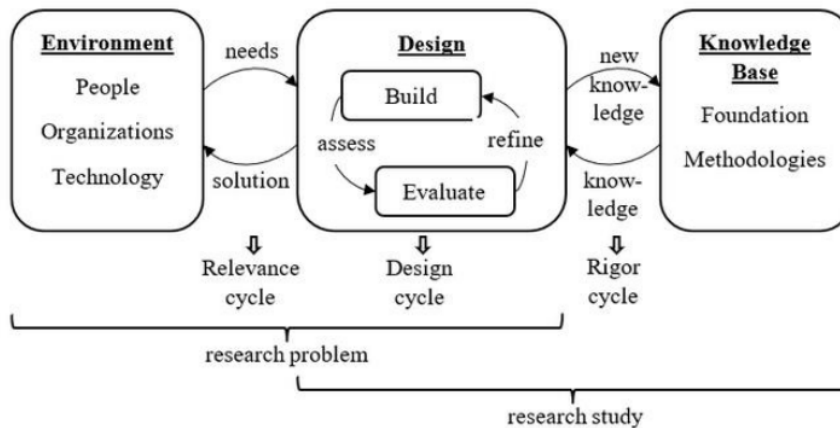 Environment
People
Organizations
Technology
needs
solution
Design
Build
assess
refine
Evaluate
new
know-
ledge
know-
ledge
Knowledge
Base
Foundation
Methodologies
Relevance
cycle
Design
cycle
Rigor
cycle
research problem
research study